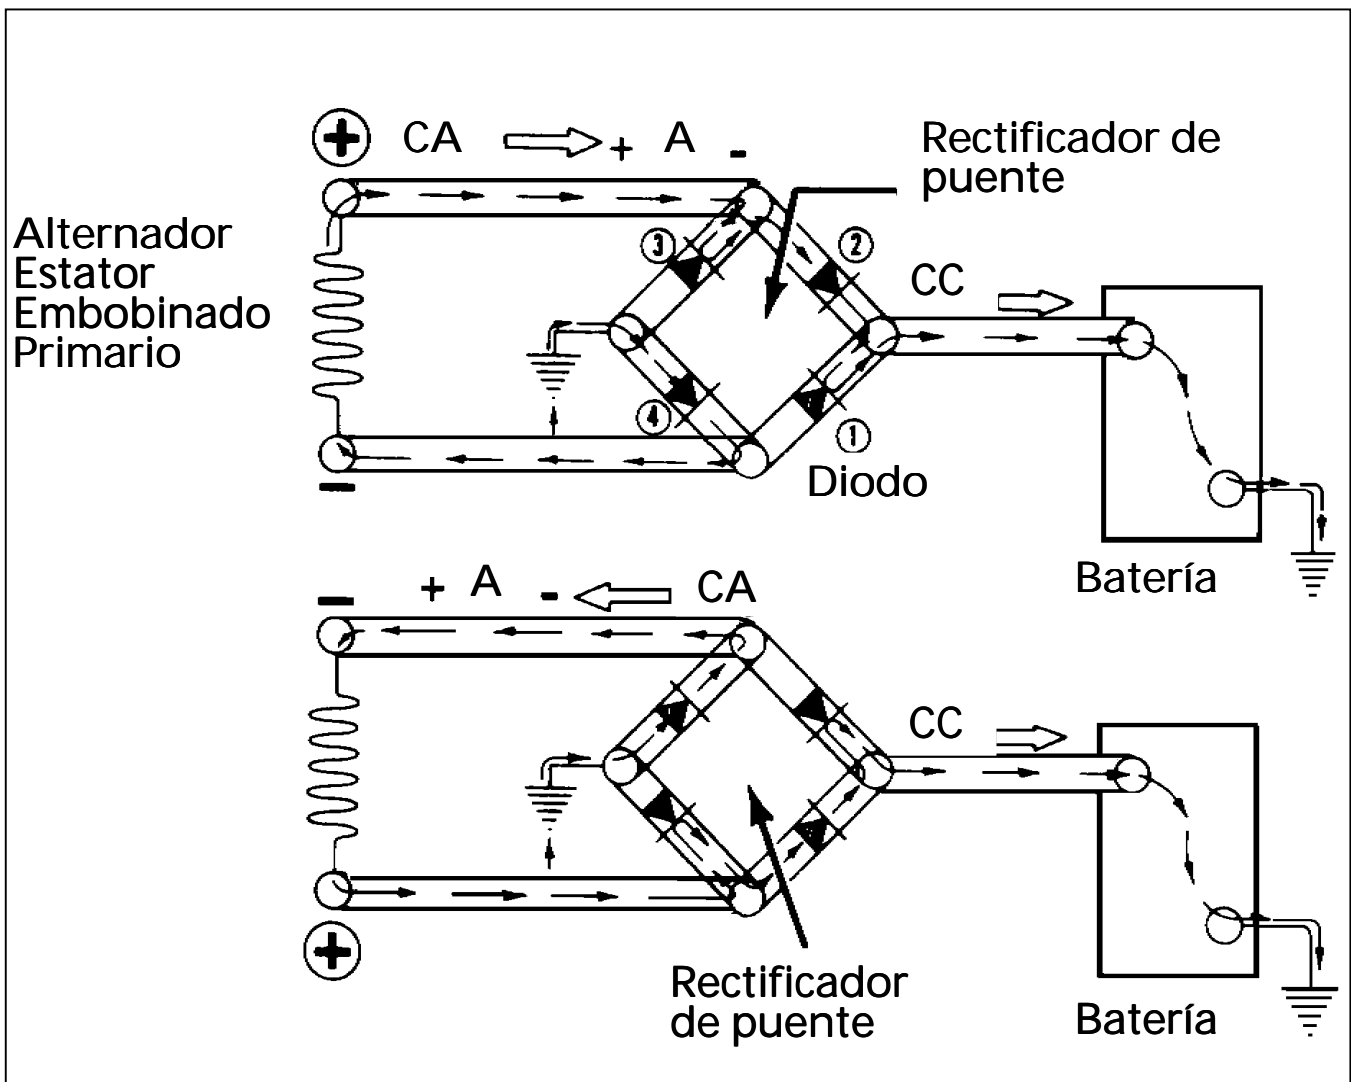 + CA + A -
Rectificador de
puente
Alternador
Estator
Embobinado
Primario
3
2
CC
4
1
-
Diodo
Batería
- + A - CA
CC
+
Rectificador
de puente
Batería